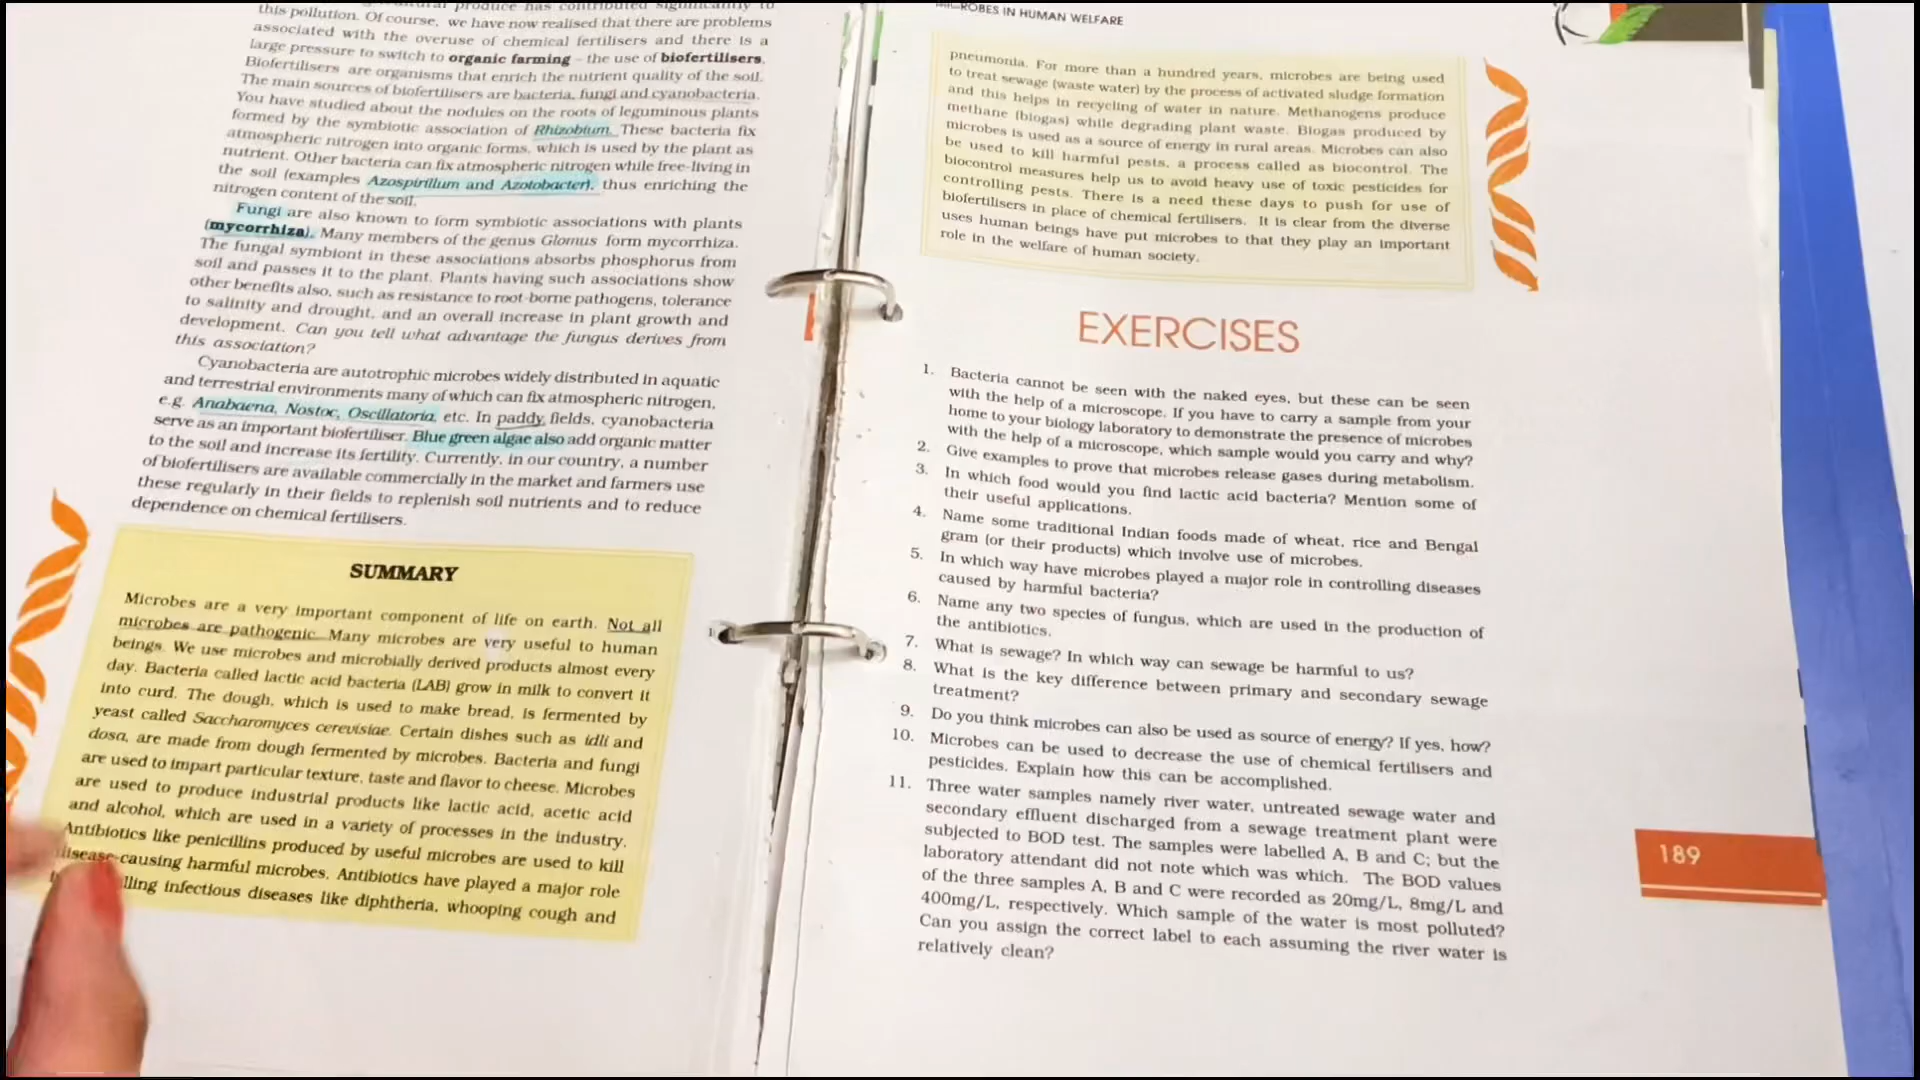 produce has contributed significantly to
this pollution. Of course, we have now realised that there are problems
associated with the overuse of chemical fertilisers and there is a
large pressure to switch to organic farming – the use of biofertilisers.
Biofertilisers are organisms that enrich the nutrient quality of the soil.
The main sources of biofertilisers are bacteria, fungi and cyanobacteria.
You have studied about the nodules on the roots of leguminous plants
formed by the symbiotic association of Rhizobium. These bacteria fix
atmospheric nitrogen into organic forms, which is used by the plant as
nutrient. Other bacteria can fix atmospheric nitrogen while free-living in
the soil (examples Azospirillum and Azotobacter), thus enriching the
nitrogen content of the soil.
Fungi are also known to form symbiotic associations with plants
(mycorrhiza). Many members of the genus Glomus form mycorrhiza.
The fungal symbiont in these associations absorbs phosphorus from
soil and passes it to the plant. Plants having such associations show
other benefits also, such as resistance to root-borne pathogens, tolerance
to salinity and drought, and an overall increase in plant growth and
development. Can you tell what advantage the fungus derives from
this association?
Cyanobacteria are autotrophic microbes widely distributed in aquatic
and terrestrial environments many of which can fix atmospheric nitrogen,
e.g. Anabaena, Nostoc, Oscillatoria, etc. In paddy fields, cyanobacteria
serve as an important biofertiliser. Blue green algae also add organic matter
to the soil and increase its fertility. Currently, in our country, a number
of biofertilisers are available commercially in the market and farmers use
these regularly in their fields to replenish soil nutrients and to reduce
dependence on chemical fertilisers.
SUMMARY
Microbes are a very important component of life on earth. Not all
microbes are pathogenic. Many microbes are very useful to human
beings. We use microbes and microbially derived products almost every
day. Bacteria called lactic acid bacteria (LAB) grow in milk to convert it
into curd. The dough, which is used to make bread, is fermented by
yeast called Saccharomyces cerevisiae. Certain dishes such as idli and
dosa, are made from dough fermented by microbes. Bacteria and fungi
are used to impart particular texture, taste and flavor to cheese. Microbes
are used to produce industrial products like lactic acid, acetic acid
and alcohol, which are used in a variety of processes in the industry.
Antibiotics like penicillins produced by useful microbes are used to kill
disease-causing harmful microbes. Antibiotics have played a major role
lling infectious diseases like diphtheria, whooping cough and
MICROBES IN HUMAN WELFARE
pneumonia. For more than a hundred years, microbes are being used
to treat sewage (waste water) by the process of activated sludge formation
and this helps in recycling of water in nature. Methanogens produce
methane (biogas) while degrading plant waste. Biogas produced by
microbes is used as a source of energy in rural areas. Microbes can also
be used to kill harmful pests, a process called as biocontrol. The
biocontrol measures help us to avoid heavy use of toxic pesticides for
controlling pests. There is a need these days to push for use of
biofertilisers in place of chemical fertilisers. It is clear from the diverse
uses human beings have put microbes to that they play an important
role in the welfare of human society.
EXERCISES
1. Bacteria cannot be seen with the naked eyes, but these can be seen
with the help of a microscope. If you have to carry a sample from your
home to your biology laboratory to demonstrate the presence of microbes
with the help of a microscope, which sample would you carry and why?
2. Give examples to prove that microbes release gases during metabolism.
3. In which food would you find lactic acid bacteria? Mention some of
their useful applications.
4. Name some traditional Indian foods made of wheat, rice and Bengal
gram (or their products) which involve use of microbes.
5. In which way have microbes played a major role in controlling diseases
caused by harmful bacteria?
6. Name any two species of fungus, which are used in the production of
the antibiotics.
7. What is sewage? In which way can sewage be harmful to us?
8. What is the key difference between primary and secondary sewage
treatment?
9. Do you think microbes can also be used as source of energy? If yes, how?
10. Microbes can be used to decrease the use of chemical fertilisers and
pesticides. Explain how this can be accomplished.
11. Three water samples namely river water, untreated sewage water and
secondary effluent discharged from a sewage treatment plant were
subjected to BOD test. The samples were labelled A, B and C; but the
laboratory attendant did not note which was which. The BOD values
of the three samples A, B and C were recorded as 20mg/L, 8mg/L and
400mg/L, respectively. Which sample of the water is most polluted?
Can you assign the correct label to each assuming the river water is
relatively clean?
189